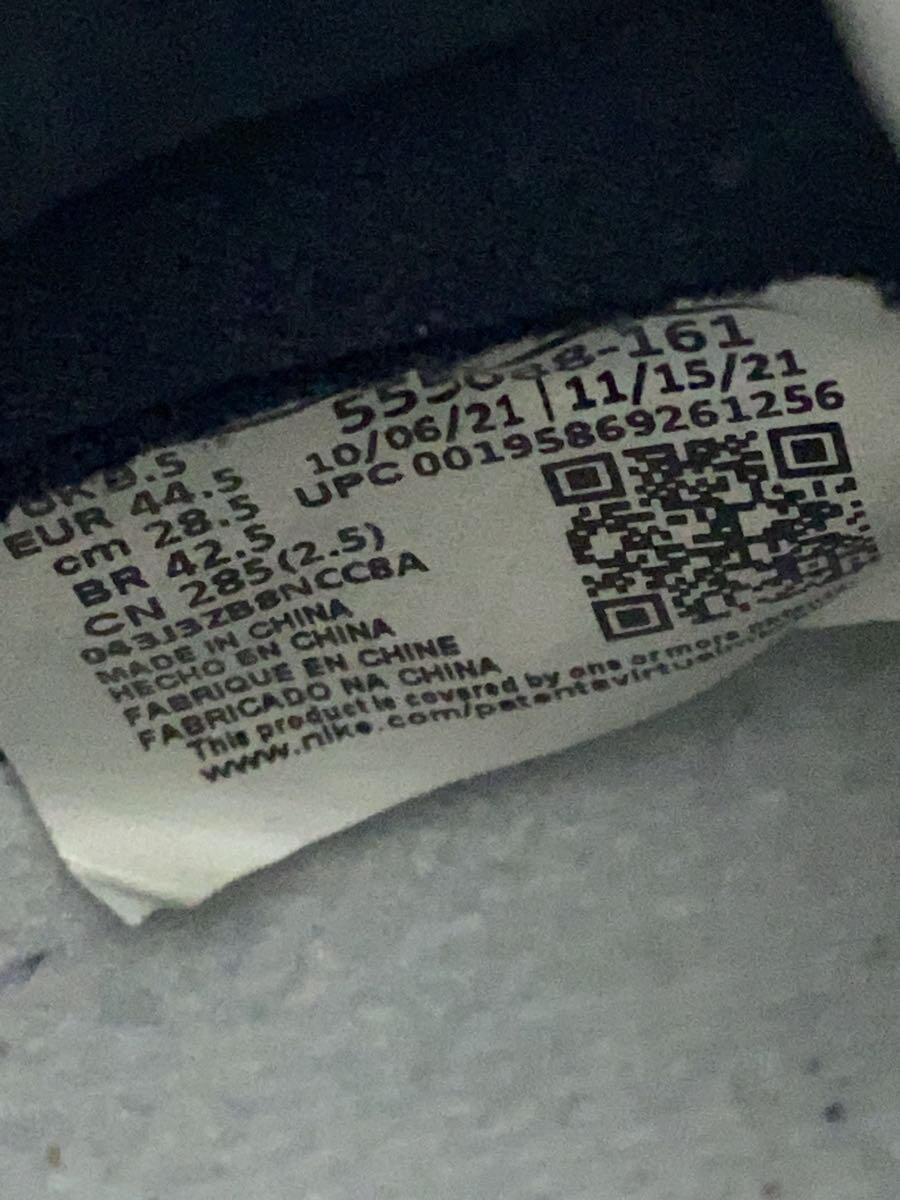 161
10/06/21 | 11/15/21
UPC 00195869261256
EUR 44.5
cm 28.5
BR 42.5
CN 285(2.5)
MADE IN CHINA
HECHO EN CHINA
FABRIQUE EN CHINE
FABRICADO NA CHINA
This product is covered by one or more
www.nike.com/patents